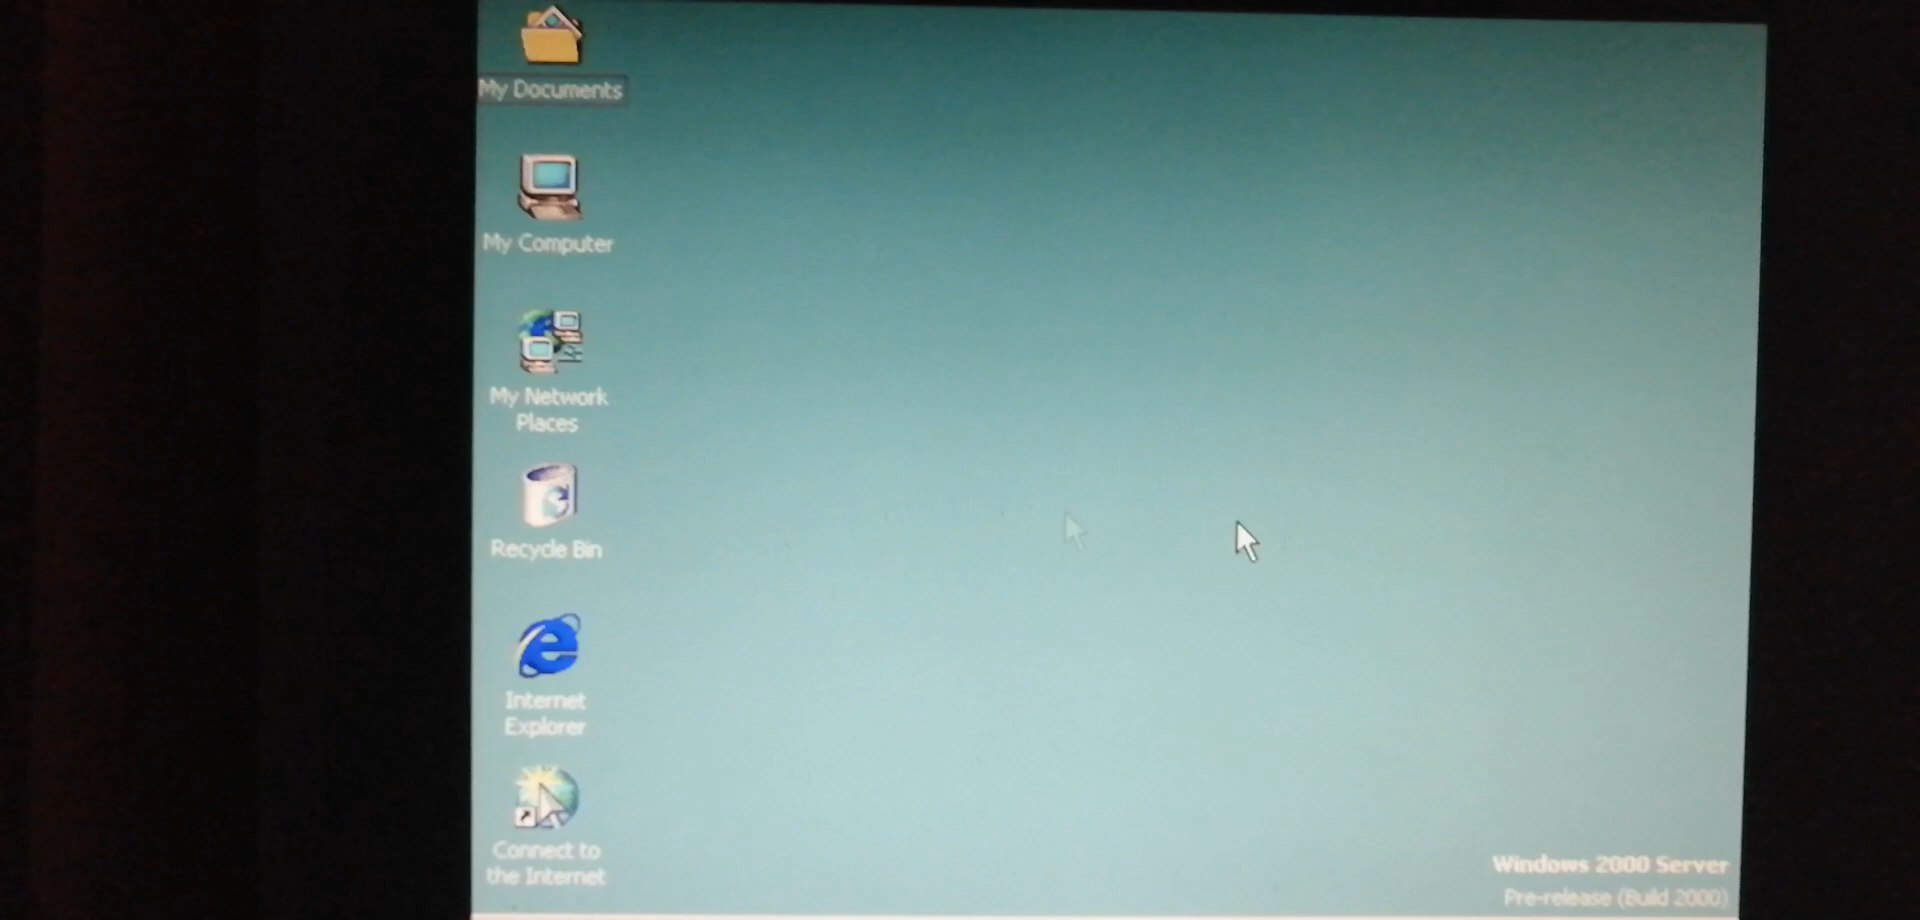 My Documents
My Computer
My Network
Places
Recycle Bin
Internet
Explorer
Connect to
the Internet
Windows 2000 Server
Pre-release (Build 2000)